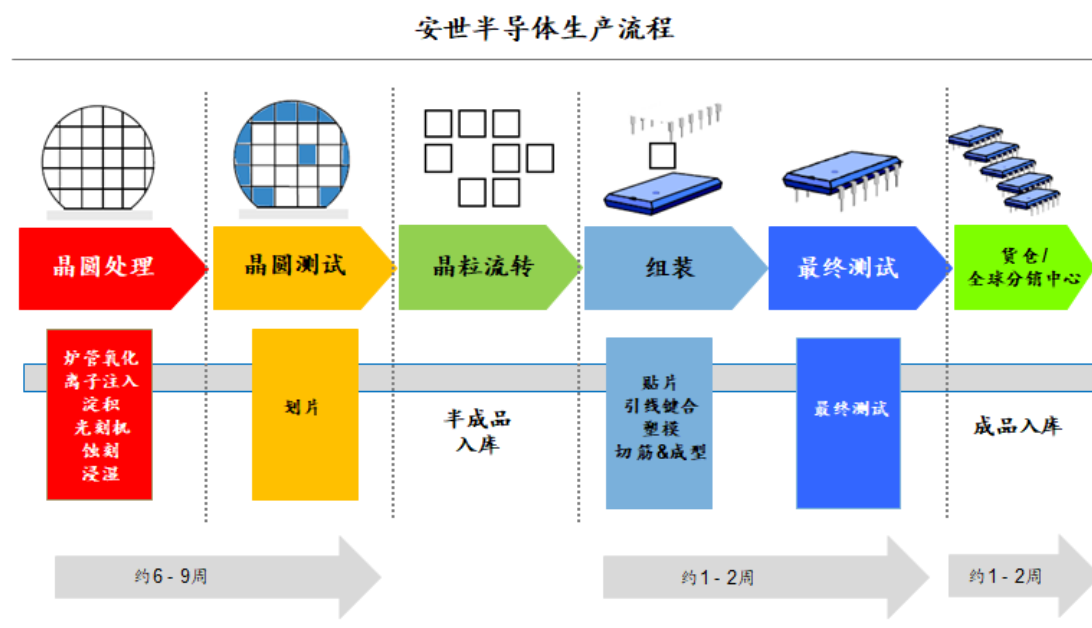 安世半导体生产流程
晶圆处理
晶圆测试
晶粒流转
组装
最终测试
货仓/
全球分销中心
炉管氧化
离子注入
淀积
光刻机
蚀刻
浸湿
划片
半成品
入库
贴片
引线键合
塑模
切筋&成型
最终测试
成品入库
约6 - 9周
约1 - 2周
约1 - 2周